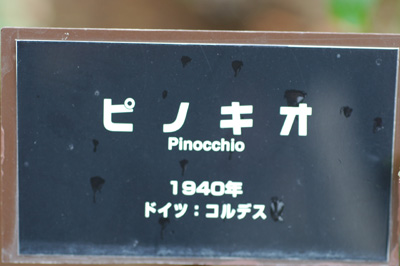 ピノキオ
Pinocchio
1940年
ドイツ：コルデス